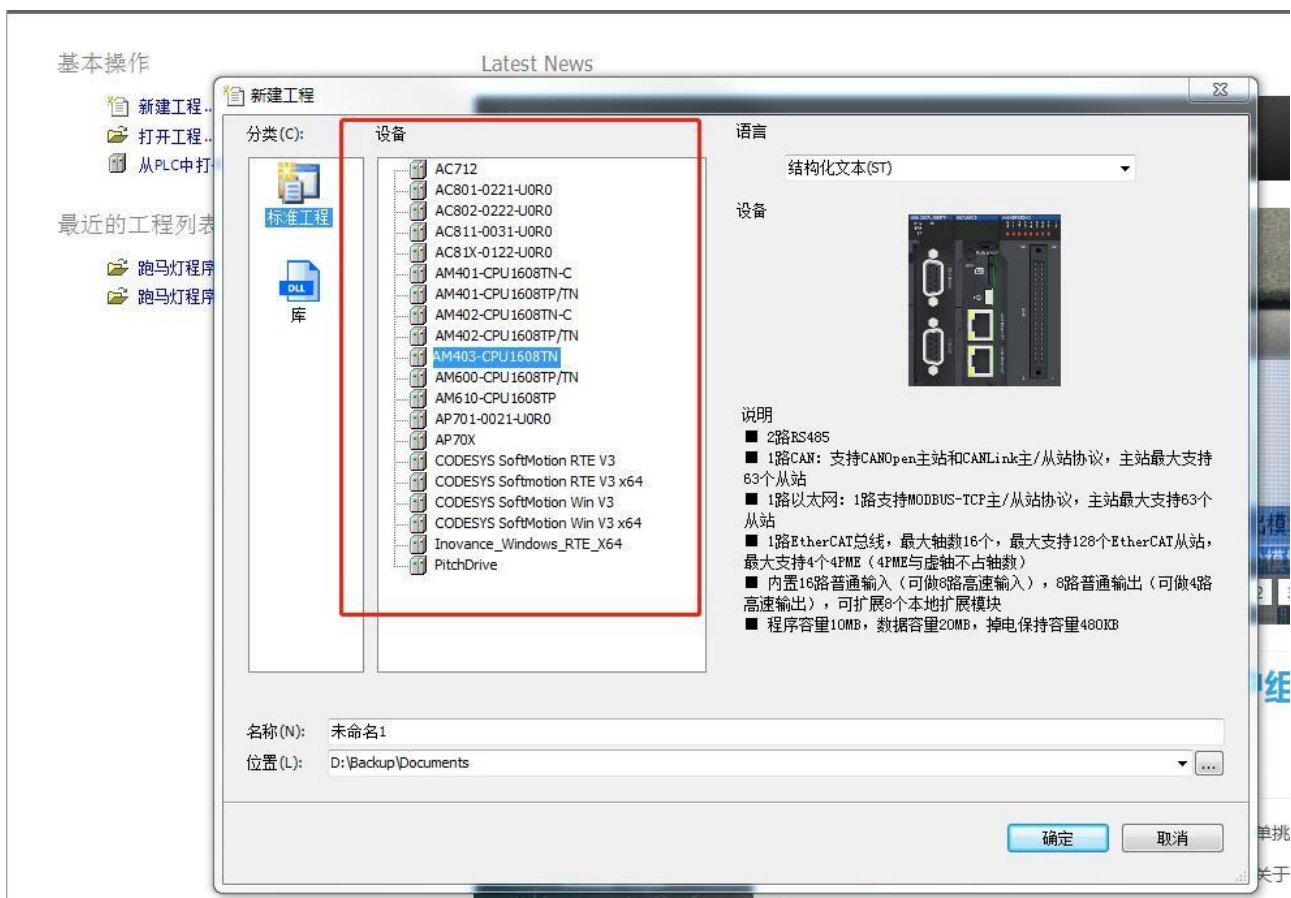 基本操作
Latest News
新建工程..
打开工程..
从PLC中打
最近的工程列表
跑马灯程序
跑马灯程序
新建工程
分类(C):
标准工程
DLL
库
设备
AC712
AC801-0221-U0R0
AC802-0222-U0R0
AC811-0031-U0R0
AC81X-0122-U0R0
AM401-CPU1608TN-C
AM401-CPU1608TP/TN
AM402-CPU1608TN-C
AM402-CPU1608TP/TN
AM403-CPU1608TN
AM600-CPU1608TP/TN
AM610-CPU1608TP
AP701-0021-U0R0
AP70X
CODESYS SoftMotion RTE V3
CODESYS SoftMotion RTE V3 x64
CODESYS SoftMotion Win V3
CODESYS SoftMotion Win V3 x64
Inovance_Windows_RTE_X64
PitchDrive
语言
结构化文本(ST)
设备
说明
■ 2路RS485
■ 1路CAN: 支持CANOpen主站和CANLink主/从站协议，主站最大支持
63个从站
■ 1路以太网: 1路支持MODBUS-TCP主/从站协议，主站最大支持63个
从站
■ 1路EtherCAT总线，最大轴数16个，最大支持128个EtherCAT从站，
最大支持4个4PME（4PME与虚轴不占轴数）
■ 内置16路普通输入（可做8路高速输入），8路普通输出（可做4路
高速输出），可扩展8个本地扩展模块
■ 程序容量10MB，数据容量20MB，掉电保持容量480KB
名称(N):
未命名1
位置(L):
D:\Backup\Documents
...
确定
取消
组
单挑
关于